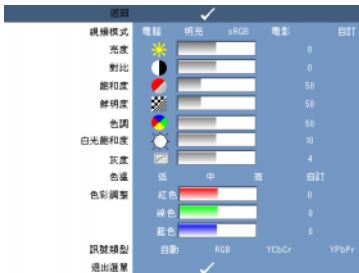 返回
視頻模式 電腦 明亮 sRGB 電影 自訂
亮度 0
對比 0
飽和度 50
鮮明度 50
色調 50
白光飽和度 10
灰度 4
色溫 低 中 高 自訂
色彩調整 紅色 0
綠色 0
藍色 0
訊號類型 自動 RGB YCbCr YPbPr
退出選單